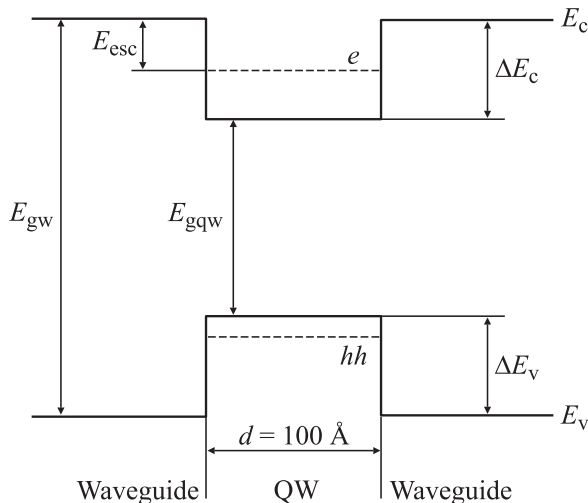 E_c
E_esc
e
ΔE_c
E_gw
E_gqw
hh
ΔE_v
E_v
d = 100 Å
Waveguide QW Waveguide